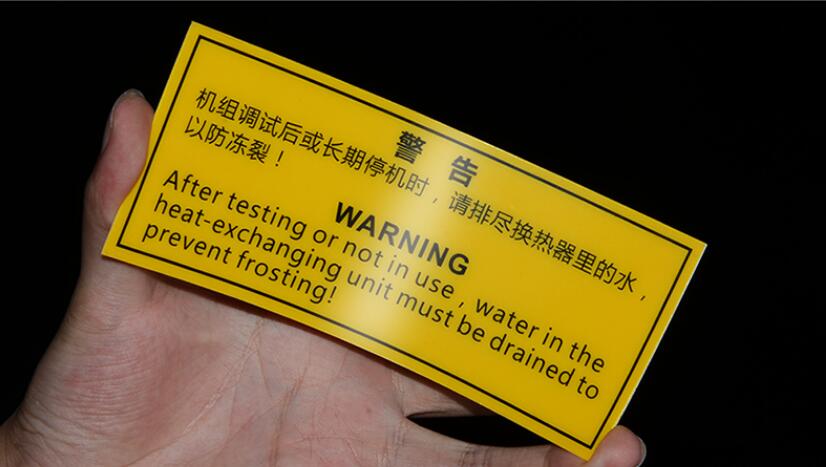 警 告
机组调试后或长期停机时，请排尽换热器里的水，
以防冻裂！
WARNING
After testing or not in use , water in the
heat-exchanging unit must be drained to
prevent frosting!